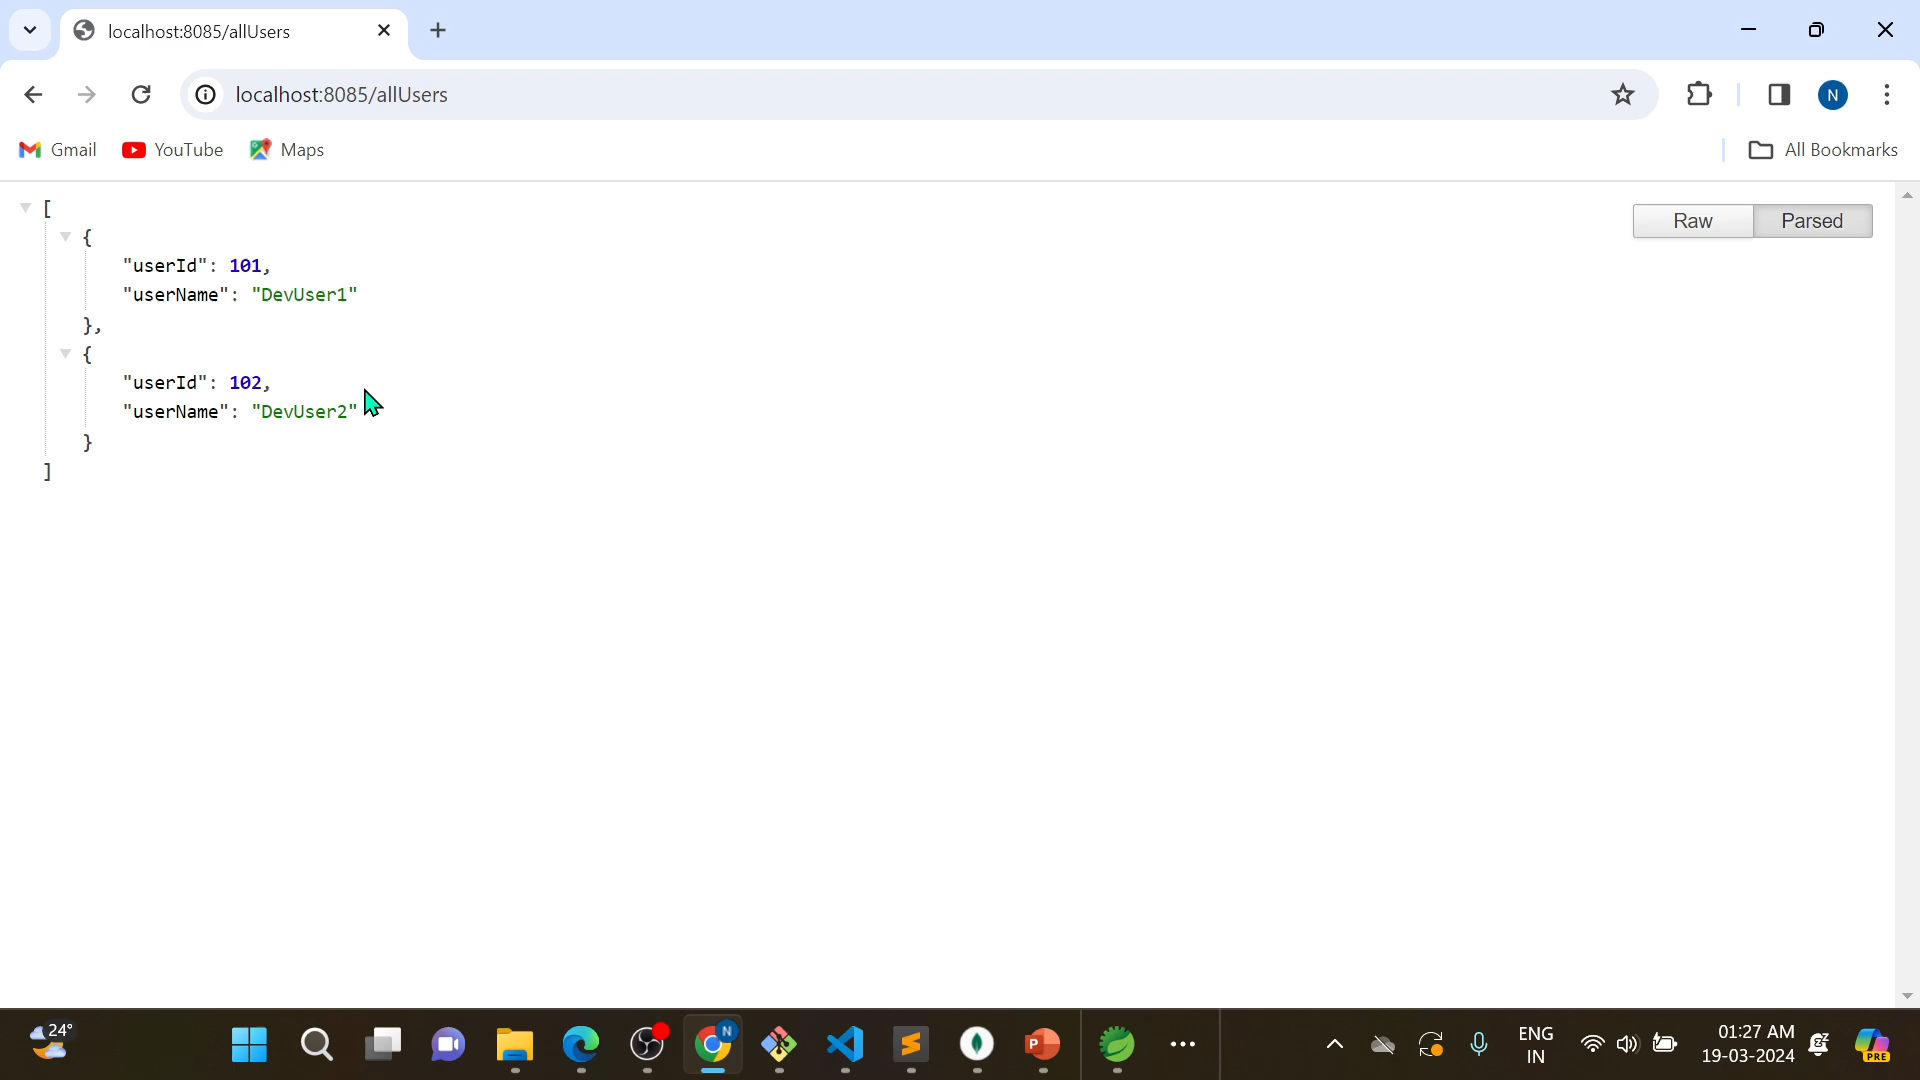 localhost:8085/allUsers
localhost:8085/allUsers
N
Gmail
YouTube
Maps
All Bookmarks
Raw
Parsed
[
{
"userId": 101,
"userName": "DevUser1"
},
{
"userId": 102,
"userName": "DevUser2"
}
]
24°
N
P
ENG
IN
01:27 AM
19-03-2024
PRE